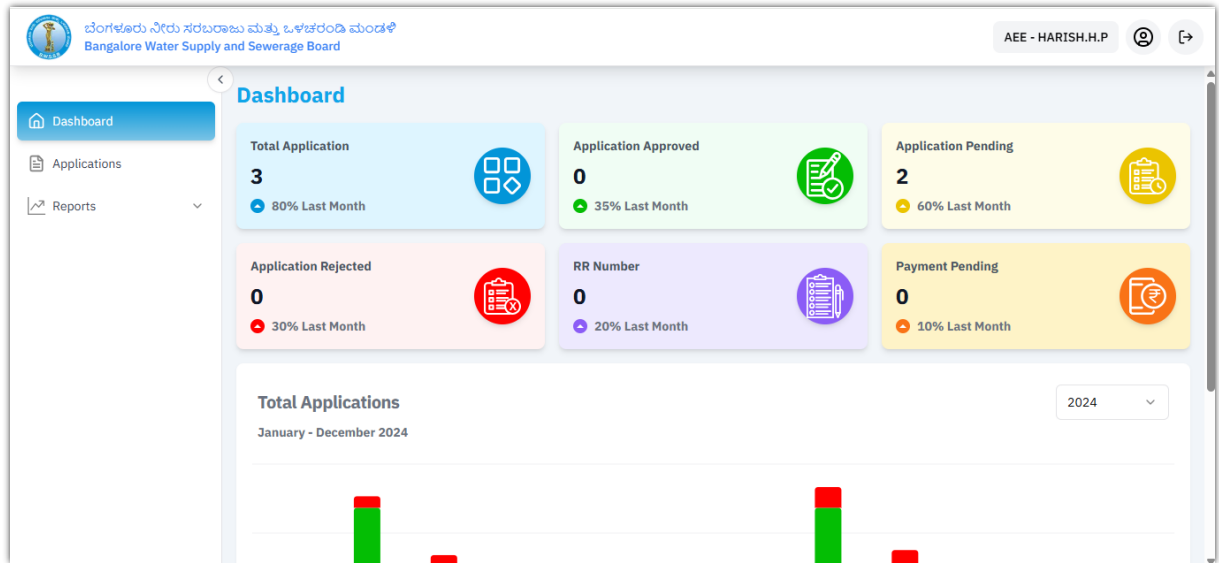 ಬೆಂಗಳೂರು ನೀರು ಸರಬರಾಜು ಮತ್ತು ಒಳಚರಂಡಿ ಮಂಡಳಿ
Bangalore Water Supply and Sewerage Board
AEE - HARISH.H.P
Dashboard
Applications
Reports
Dashboard
Total Application
3
80% Last Month
Application Approved
0
35% Last Month
Application Pending
2
60% Last Month
Application Rejected
0
30% Last Month
RR Number
0
20% Last Month
Payment Pending
0
10% Last Month
Total Applications
January - December 2024
2024